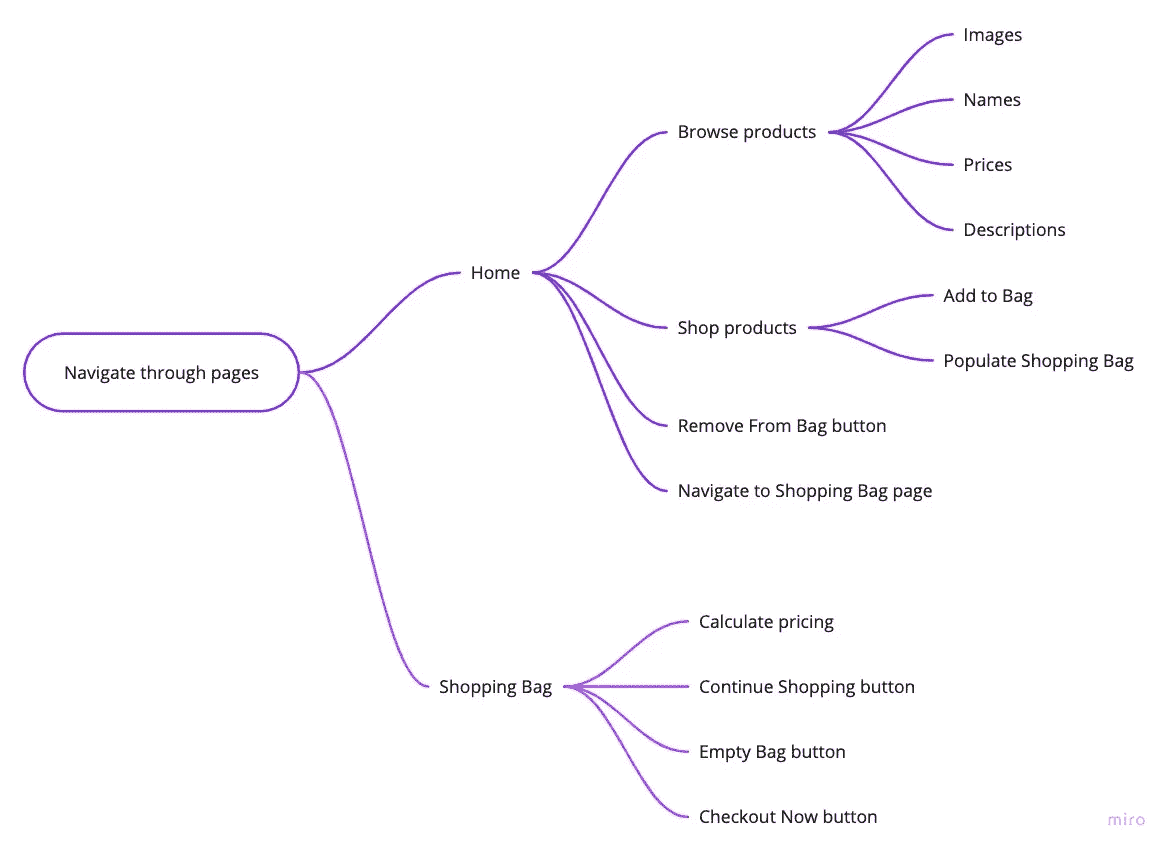 Images
Names
Browse products
Prices
Descriptions
Home
Add to Bag
Shop products
Populate Shopping Bag
Navigate through pages
Remove From Bag button
Navigate to Shopping Bag page
Calculate pricing
Shopping Bag
Continue Shopping button
Empty Bag button
Checkout Now button
miro